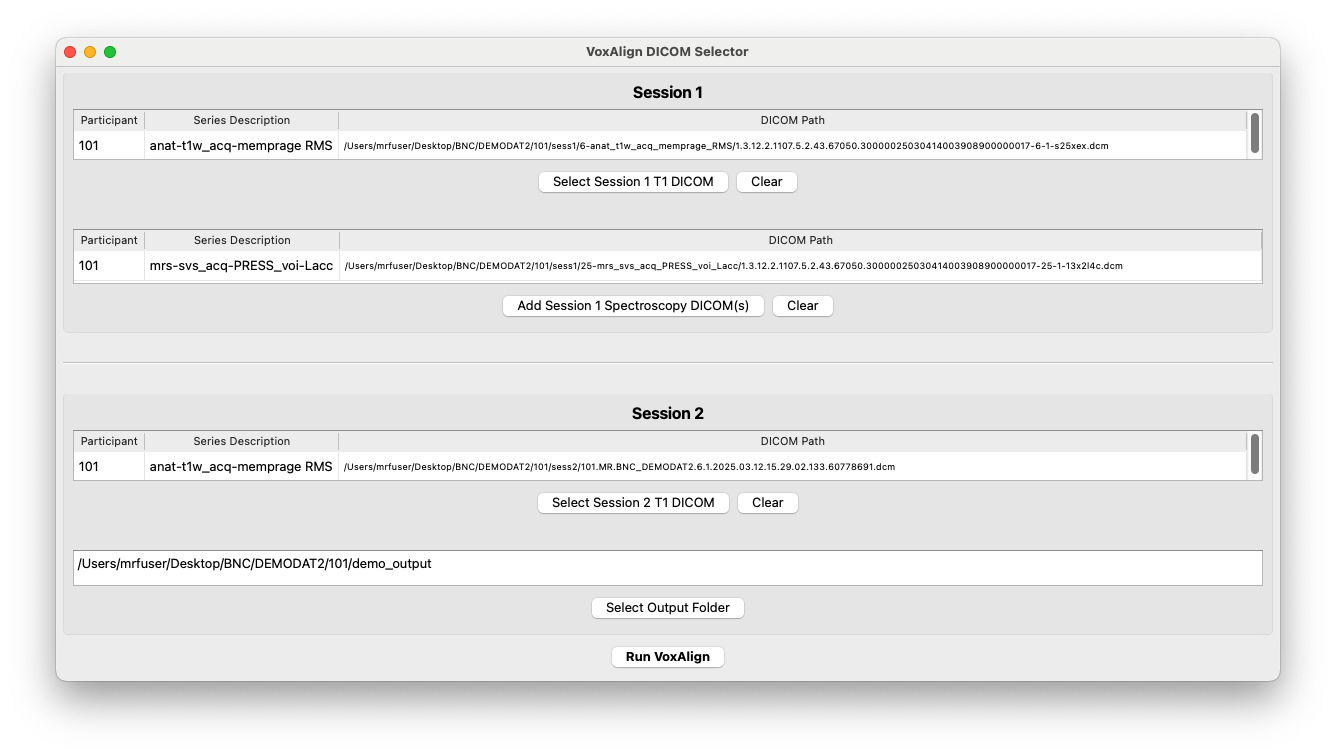 VoxAlign DICOM Selector
Session 1
Participant Series Description DICOM Path
101 anat-t1w_acq-memprage RMS /Users/mrfuser/Desktop/BNC/DEMODAT2/101/sess1/6-anat_t1w_acq_memprage_RMS/1.3.12.2.1107.5.2.43.67050.30000025030414003908900000017-6-1-s25xex.dcm
Select Session 1 T1 DICOM Clear
Participant Series Description DICOM Path
101 mrs-svs_acq-PRESS_voi-Lacc /Users/mrfuser/Desktop/BNC/DEMODAT2/101/sess1/25-mrs_svs_acq_PRESS_voi_Lacc/1.3.12.2.1107.5.2.43.67050.30000025030414003908900000017-25-1-13x2l4c.dcm
Add Session 1 Spectroscopy DICOM(s) Clear
Session 2
Participant Series Description DICOM Path
101 anat-t1w_acq-memprage RMS /Users/mrfuser/Desktop/BNC/DEMODAT2/101/sess2/101.MR.BNC_DEMODAT2.6.1.2025.03.12.15.29.02.133.60778691.dcm
Select Session 2 T1 DICOM Clear
/Users/mrfuser/Desktop/BNC/DEMODAT2/101/demo_output
Select Output Folder
Run VoxAlign